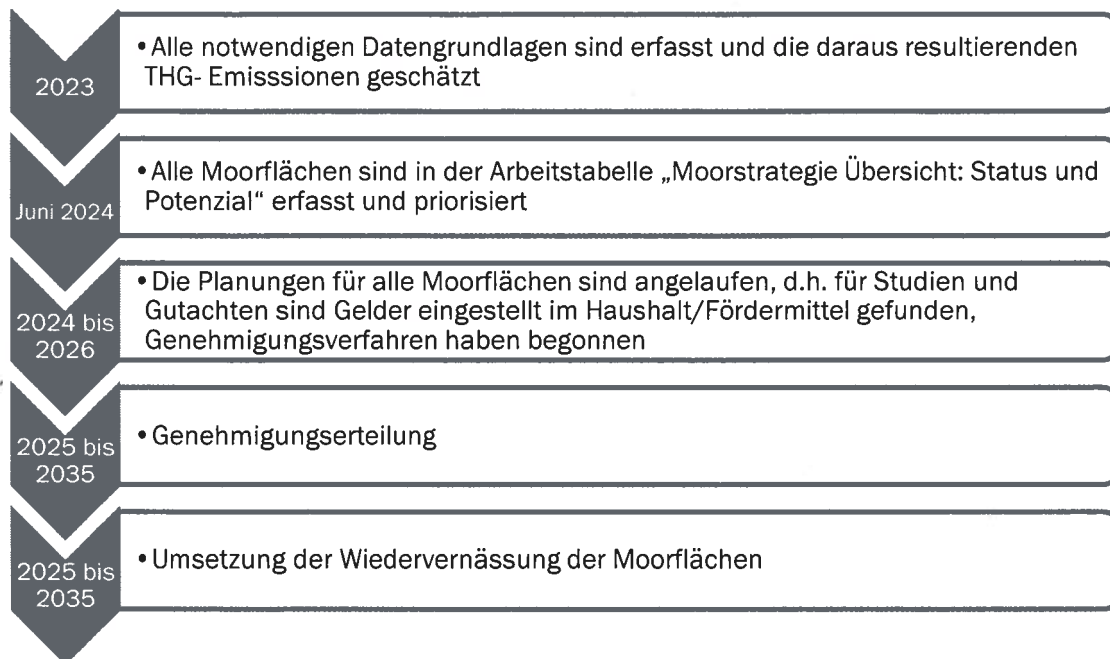 2023
• Alle notwendigen Datengrundlagen sind erfasst und die daraus resultierenden
THG- Emisssionen geschätzt
Juni 2024
• Alle Moorflächen sind in der Arbeitstabelle „Moorstrategie Übersicht: Status und
Potenzial“ erfasst und priorisiert
2024 bis
2026
• Die Planungen für alle Moorflächen sind angelaufen, d.h. für Studien und
Gutachten sind Gelder eingestellt im Haushalt/Fördermittel gefunden,
Genehmigungsverfahren haben begonnen
2025 bis
2035
• Genehmigungserteilung
2025 bis
2035
• Umsetzung der Wiedervernässung der Moorflächen